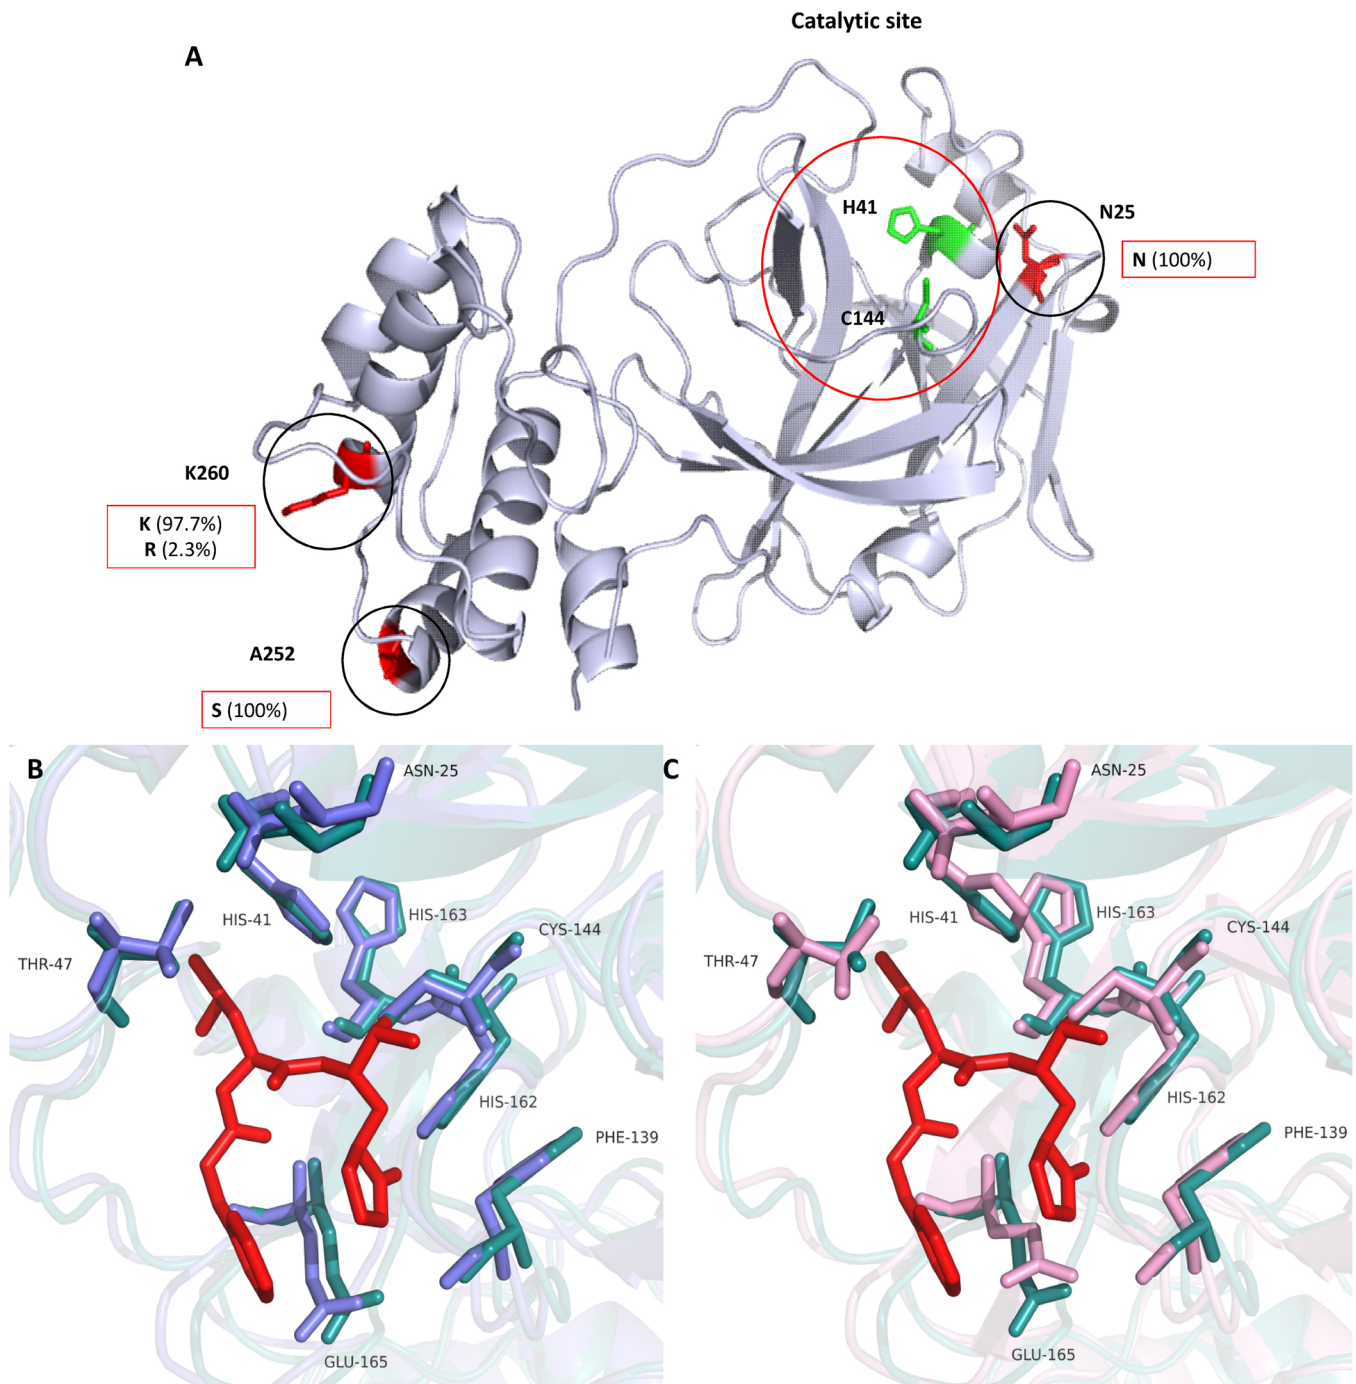 Catalytic site
A
H41
N25
N (100%)
C144
K260
K (97.7%)
R (2.3%)
A252
S (100%)
B
ASN-25
HIS-41
HIS-163
CYS-144
THR-47
HIS-162
PHE-139
GLU-165
C
ASN-25
HIS-41
HIS-163
CYS-144
THR-47
HIS-162
PHE-139
GLU-165